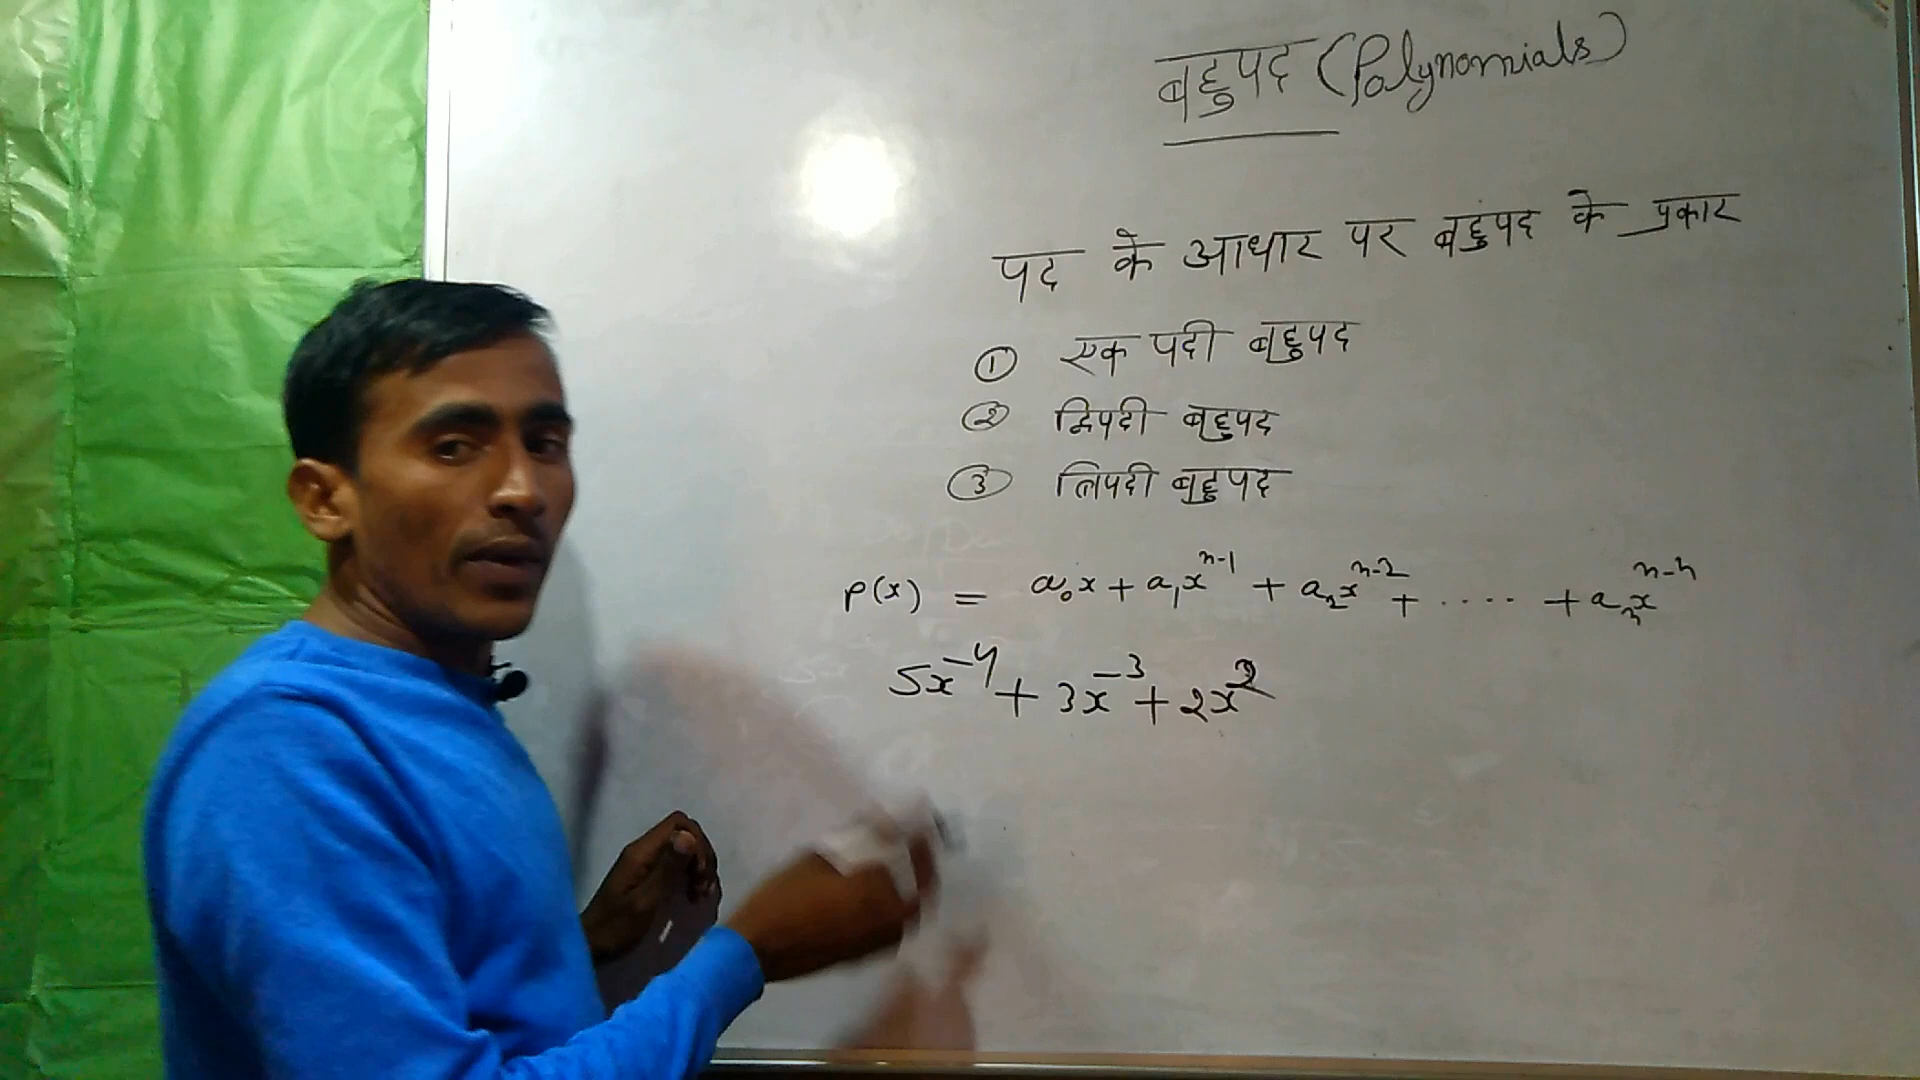 बहुपद (Polynomials)
पद के आधार पर बहुपद के प्रकार
① एक पदी बहुपद
② द्विपदी बहुपद
③ त्रिपदी बहुपद
P(x) = a₀x + a₁xⁿ⁻¹ + a₂xⁿ⁻² + ..... + aₙxⁿ⁻ⁿ
5x⁻⁴ + 3x⁻³ + 2x²